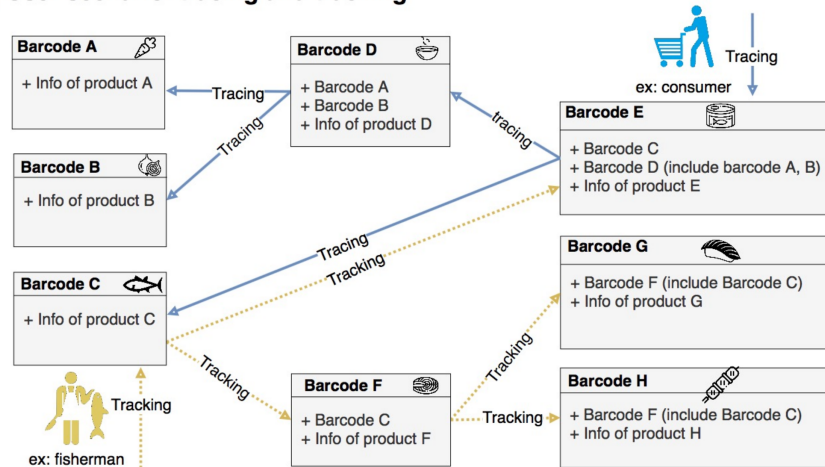 Barcode A
+ Info of product A
Barcode B
+ Info of product B
Barcode C
+ Info of product C
Tracking
ex: fisherman
Tracing
Tracing
Barcode D
+ Barcode A
+ Barcode B
+ Info of product D
tracing
Tracing
Tracking
Tracking
Barcode F
+ Barcode C
+ Info of product F
Tracking
Tracking
ex: consumer
Tracing
Barcode E
+ Barcode C
+ Barcode D (include barcode A, B)
+ Info of product E
Barcode G
+ Barcode F (include Barcode C)
+ Info of product G
Barcode H
+ Barcode F (include Barcode C)
+ Info of product H